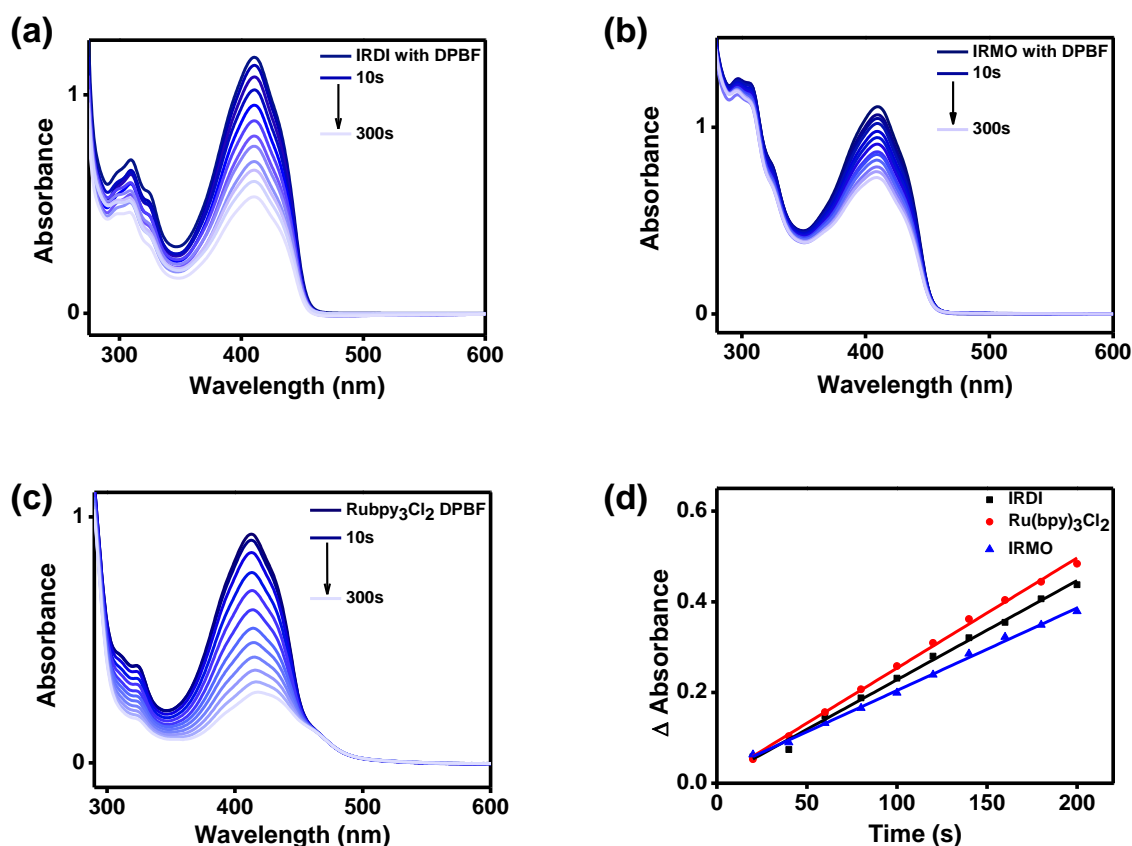 (a)
IRDI with DPBF
10s
300s
1
0
Absorbance
300 400 500 600
Wavelength (nm)
(b)
IRMO with DPBF
10s
300s
1
0
Absorbance
300 400 500 600
Wavelength (nm)
(c)
Rubpy₃Cl₂ DPBF
10s
300s
1
0
Absorbance
300 400 500 600
Wavelength (nm)
(d)
IRDI
Ru(bpy)₃Cl₂
IRMO
0.6
0.4
0.2
0.0
Δ Absorbance
0 50 100 150 200
Time (s)